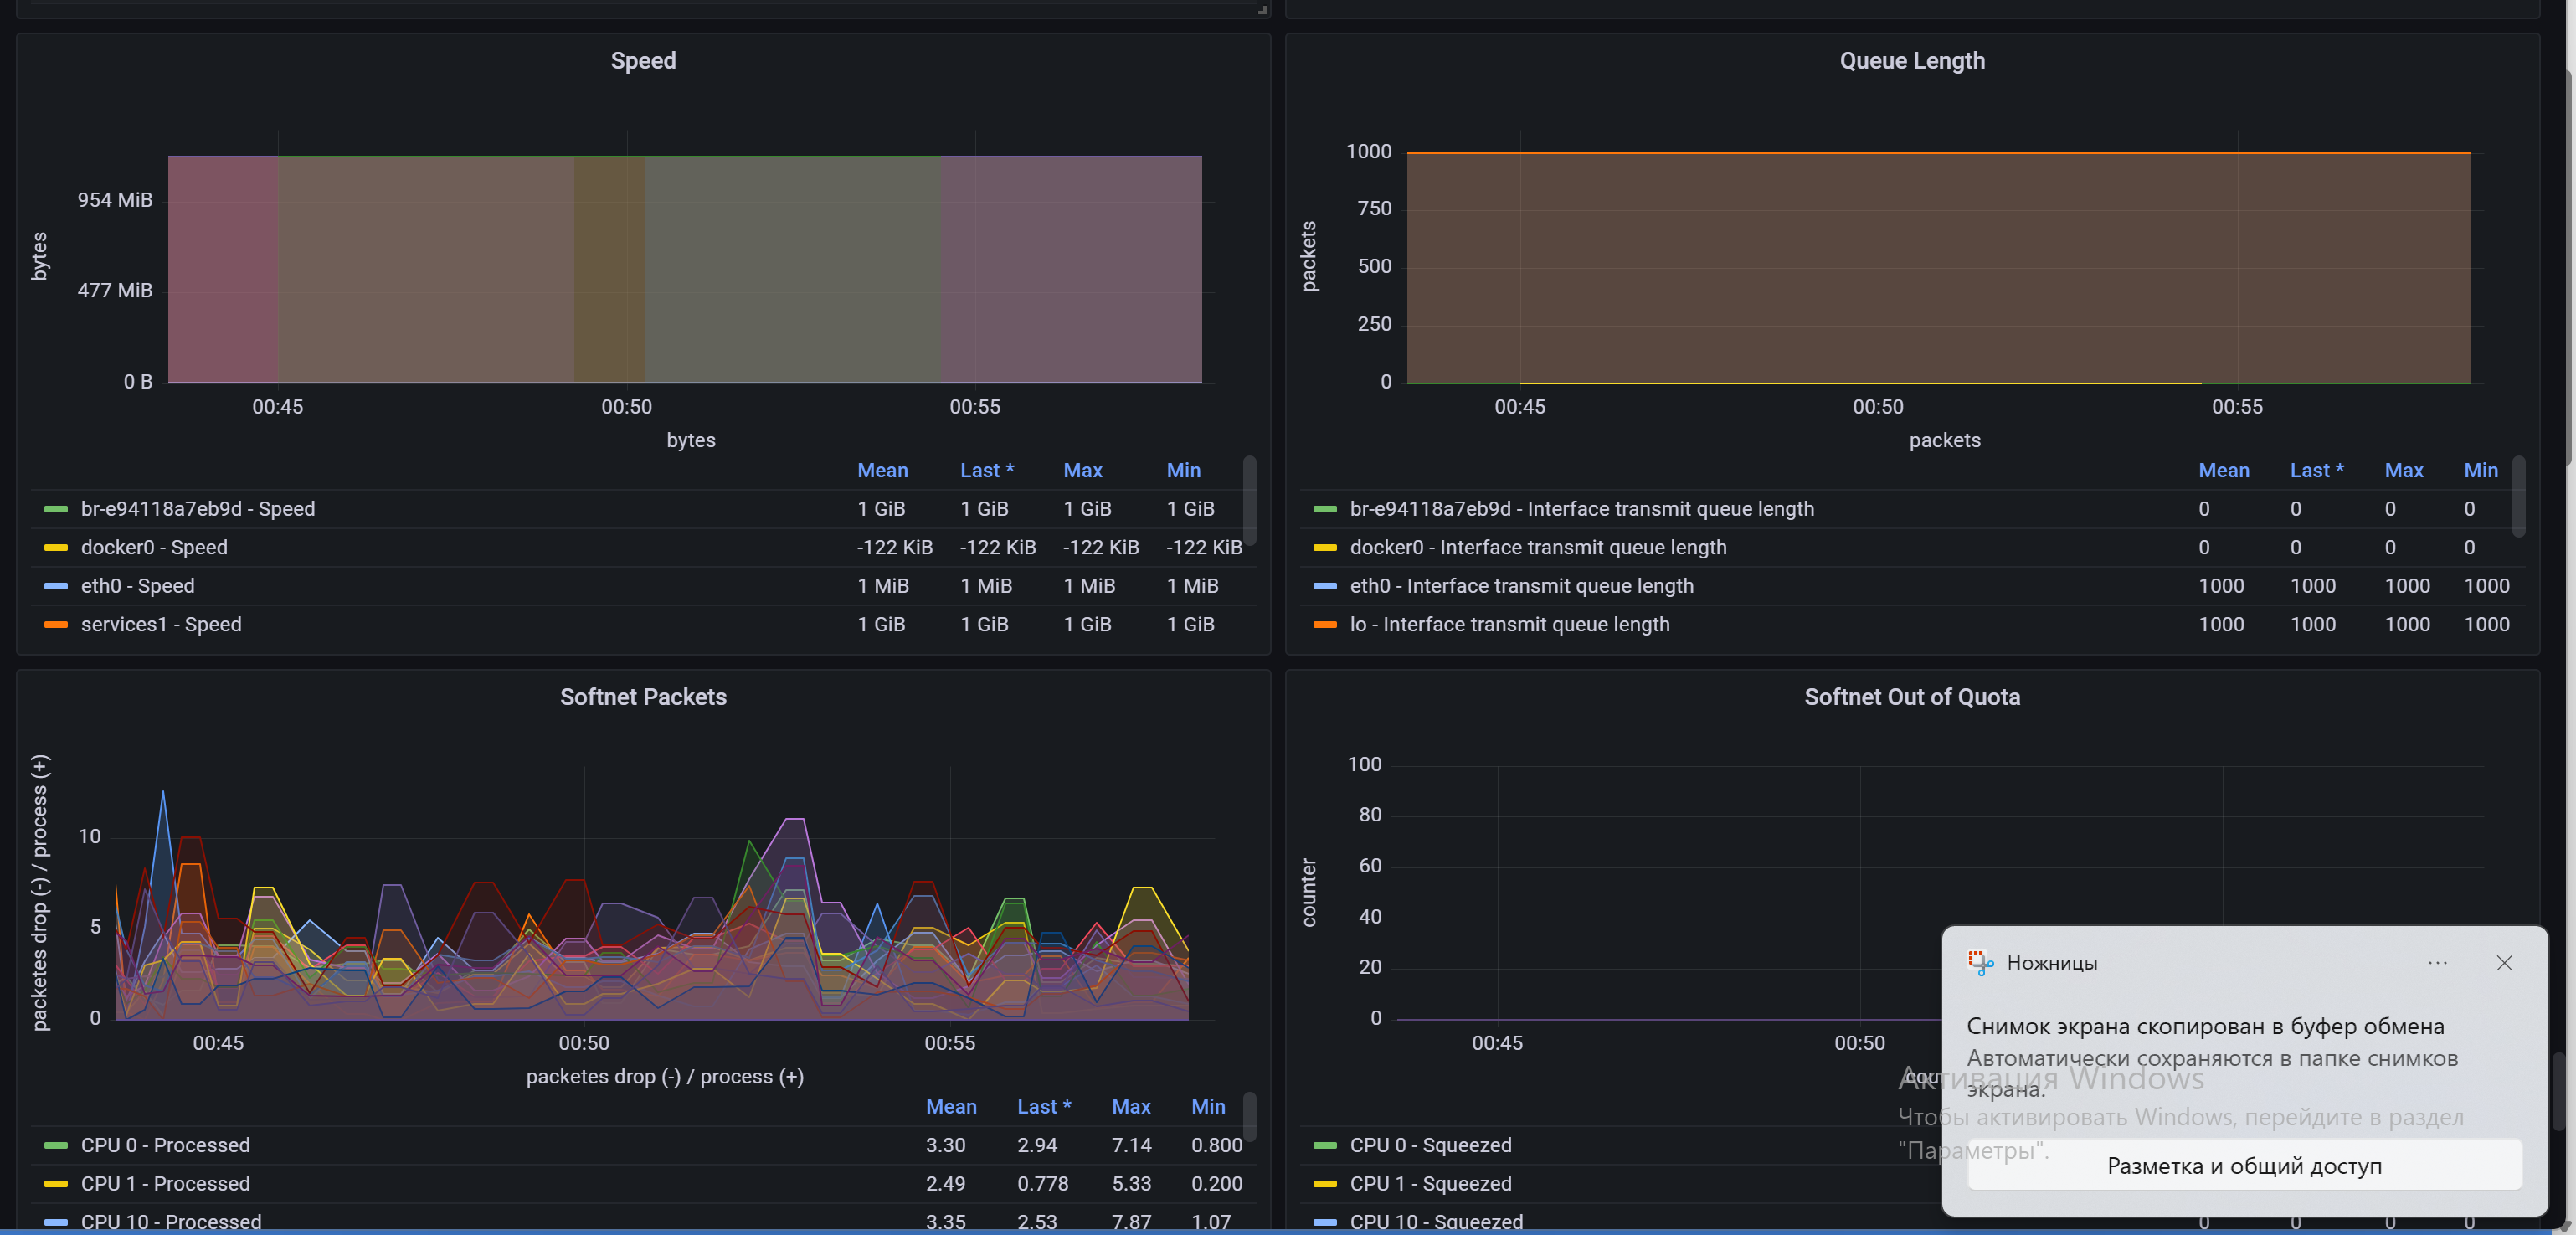 Speed
bytes
954 MiB
477 MiB
0 B
00:45 00:50 00:55
bytes
Mean Last * Max Min
br-e94118a7eb9d - Speed 1 GiB 1 GiB 1 GiB 1 GiB
docker0 - Speed -122 KiB -122 KiB -122 KiB -122 KiB
eth0 - Speed 1 MiB 1 MiB 1 MiB 1 MiB
services1 - Speed 1 GiB 1 GiB 1 GiB 1 GiB
Queue Length
packets
1000
750
500
250
0
00:45 00:50 00:55
packets
Mean Last * Max Min
br-e94118a7eb9d - Interface transmit queue length 0 0 0 0
docker0 - Interface transmit queue length 0 0 0 0
eth0 - Interface transmit queue length 1000 1000 1000 1000
lo - Interface transmit queue length 1000 1000 1000 1000
Softnet Packets
packetes drop (-) / process (+)
10
5
0
00:45 00:50 00:55
packetes drop (-) / process (+)
Mean Last * Max Min
CPU 0 - Processed 3.30 2.94 7.14 0.800
CPU 1 - Processed 2.49 0.778 5.33 0.200
CPU 10 - Processed 3.35 2.53 7.87 1.07
Softnet Out of Quota
counter
100
80
60
40
20
0
00:45 00:50
CPU 0 - Squeezed
CPU 1 - Squeezed
CPU 10 - Squeezed 0 0 0 0
Ножницы
Снимок экрана скопирован в буфер обмена
Автоматически сохраняются в папке снимков
экрана.
Разметка и общий доступ
Активация Windows
Чтобы активировать Windows, перейдите в раздел
"Параметры".